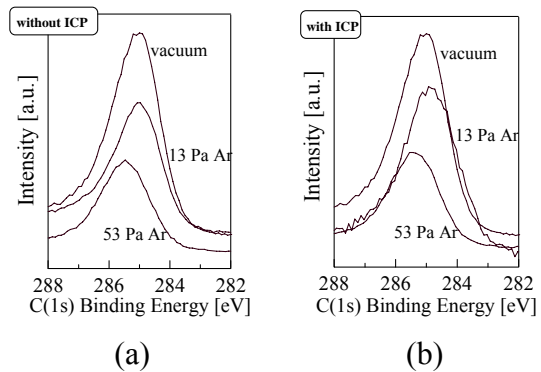 without ICP
vacuum
13 Pa Ar
53 Pa Ar
Intensity [a.u.]
288 286 284 282
C(1s) Binding Energy [eV]
(a)
with ICP
vacuum
13 Pa Ar
53 Pa Ar
Intensity [a.u.]
288 286 284 282
C(1s) Binding Energy [eV]
(b)